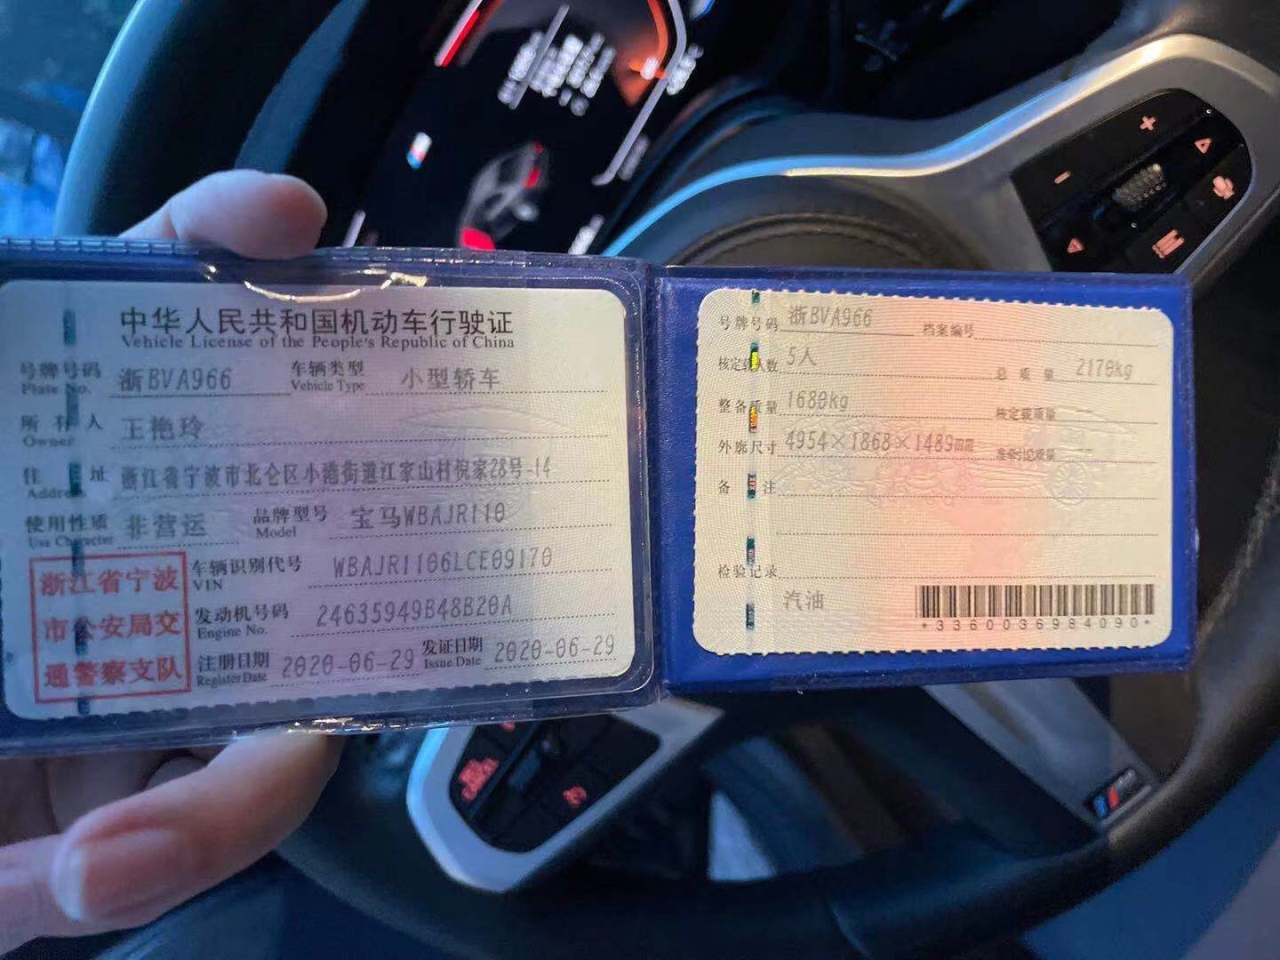 中华人民共和国机动车行驶证
Vehicle License of the People's Republic of China
号牌号码 浙BVA966 车辆类型 小型轿车
Plate No. Vehicle Type
所有人 王艳玲
Owner
住址 浙江省宁波市北仑区小港街道江家山村倪家28号-14
Address
使用性质 非营运 品牌型号 宝马WBAJR110
Use Character Model
车辆识别代号 WBAJR1106LCE09170
VIN
发动机号码 24635949B48B20A
Engine No.
注册日期 2020-06-29 发证日期 2020-06-29
Register Date Issue Date
浙江省宁波
市公安局交
通警察支队
号牌号码 浙BVA966 档案编号
核定载人数 5人 总质量 2170kg
整备质量 1680kg 核定载质量 --
外廓尺寸 4954×1868×1489mm 准牵引总质量 --
备注
检验记录
汽油
*3360036984090*